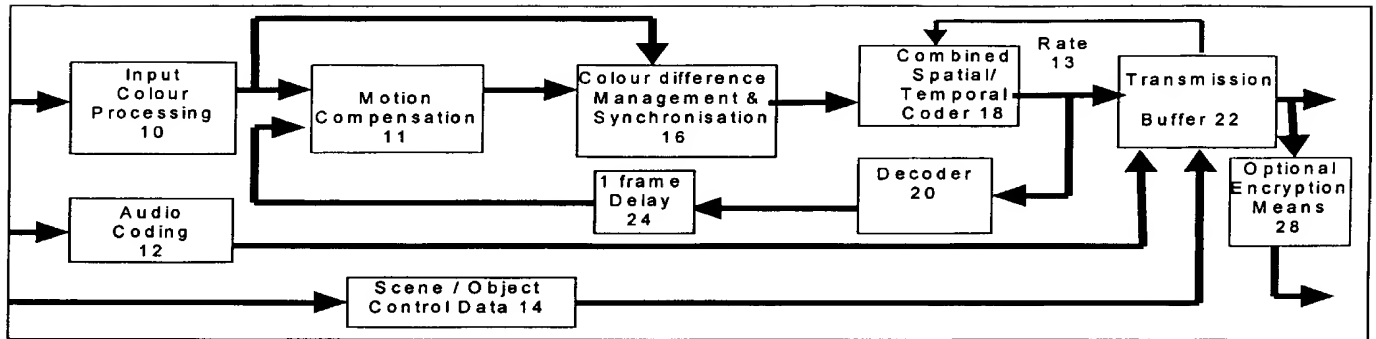 Input
Colour
Processing
10
Motion
Compensation
11
Colour difference
Management &
Synchronisation
16
Combined
Spatial/
Temporal
Coder 18
Rate
13
Transmission
Buffer 22
Optional
Encryption
Means
28
Decoder
20
1 frame
Delay
24
Audio
Coding
12
Scene / Object
Control Data 14